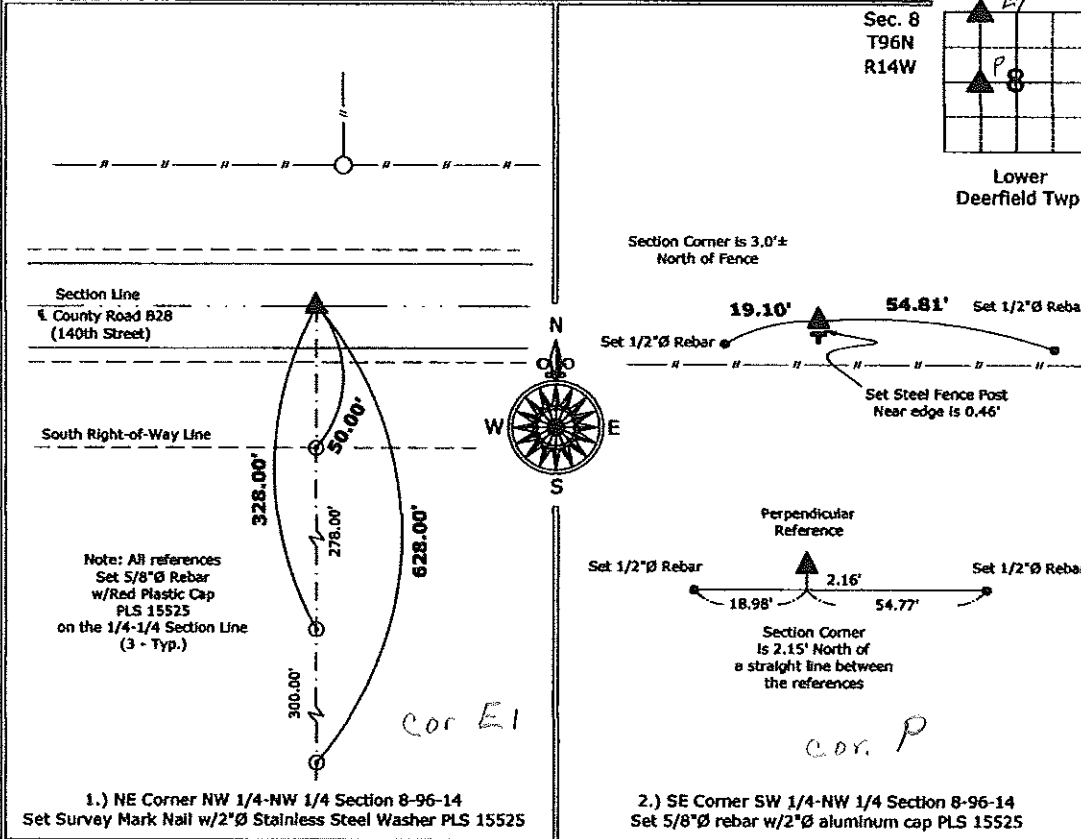 Sec. 8
T96N
R14W
P
8
Lower
Deerfield Twp
Section Line
℄ County Road B28
(140th Street)
South Right-of-Way Line
50.00'
328.00'
278.00'
628.00'
300.00'
Note: All references
Set 5/8"Ø Rebar
w/Red Plastic Cap
PLS 15525
on the 1/4-1/4 Section Line
(3 - Typ.)
cor E1
1.) NE Corner NW 1/4-NW 1/4 Section 8-96-14
Set Survey Mark Nail w/2"Ø Stainless Steel Washer PLS 15525
N
W
E
S
Section Corner is 3.0'±
North of Fence
19.10'
54.81'
Set 1/2"Ø Rebar
Set 1/2"Ø Reba
Set Steel Fence Post
Near edge is 0.46'
Perpendicular
Reference
Set 1/2"Ø Rebar
Set 1/2"Ø Rebar
2.16'
18.98'
54.77'
Section Corner
is 2.15' North of
a straight line between
the references
cor. P
2.) SE Corner SW 1/4-NW 1/4 Section 8-96-14
Set 5/8"Ø rebar w/2"Ø aluminum cap PLS 15525